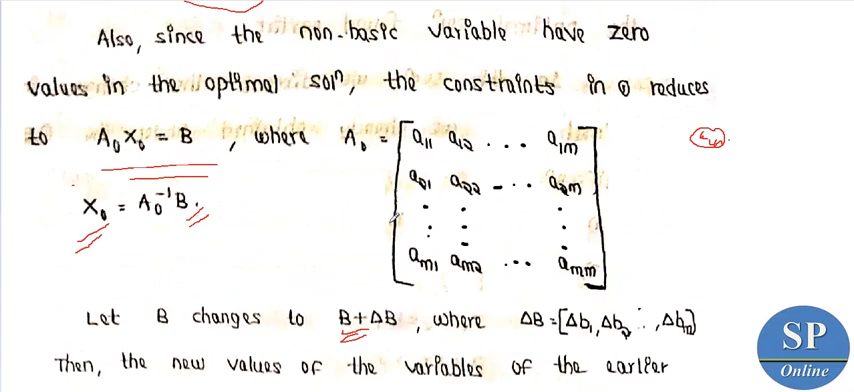 Also, since the non-basic variable have zero
values in the optimal solⁿ, the constraints in ① reduces
to A₀X₀ = B , where A₀ = [a₁₁ a₁₂ ... a₁ₘ
X₀ = A₀⁻¹B. a₂₁ a₂₂ - ... a₂ₘ
: : :
aₘ₁ aₘ₂ ... aₘₘ]
Let B changes to B+ΔB , where ΔB=[Δb₁,Δb₂ .. ,Δbₘ]
Then, the new values of the variables of the earlier
SP
Online